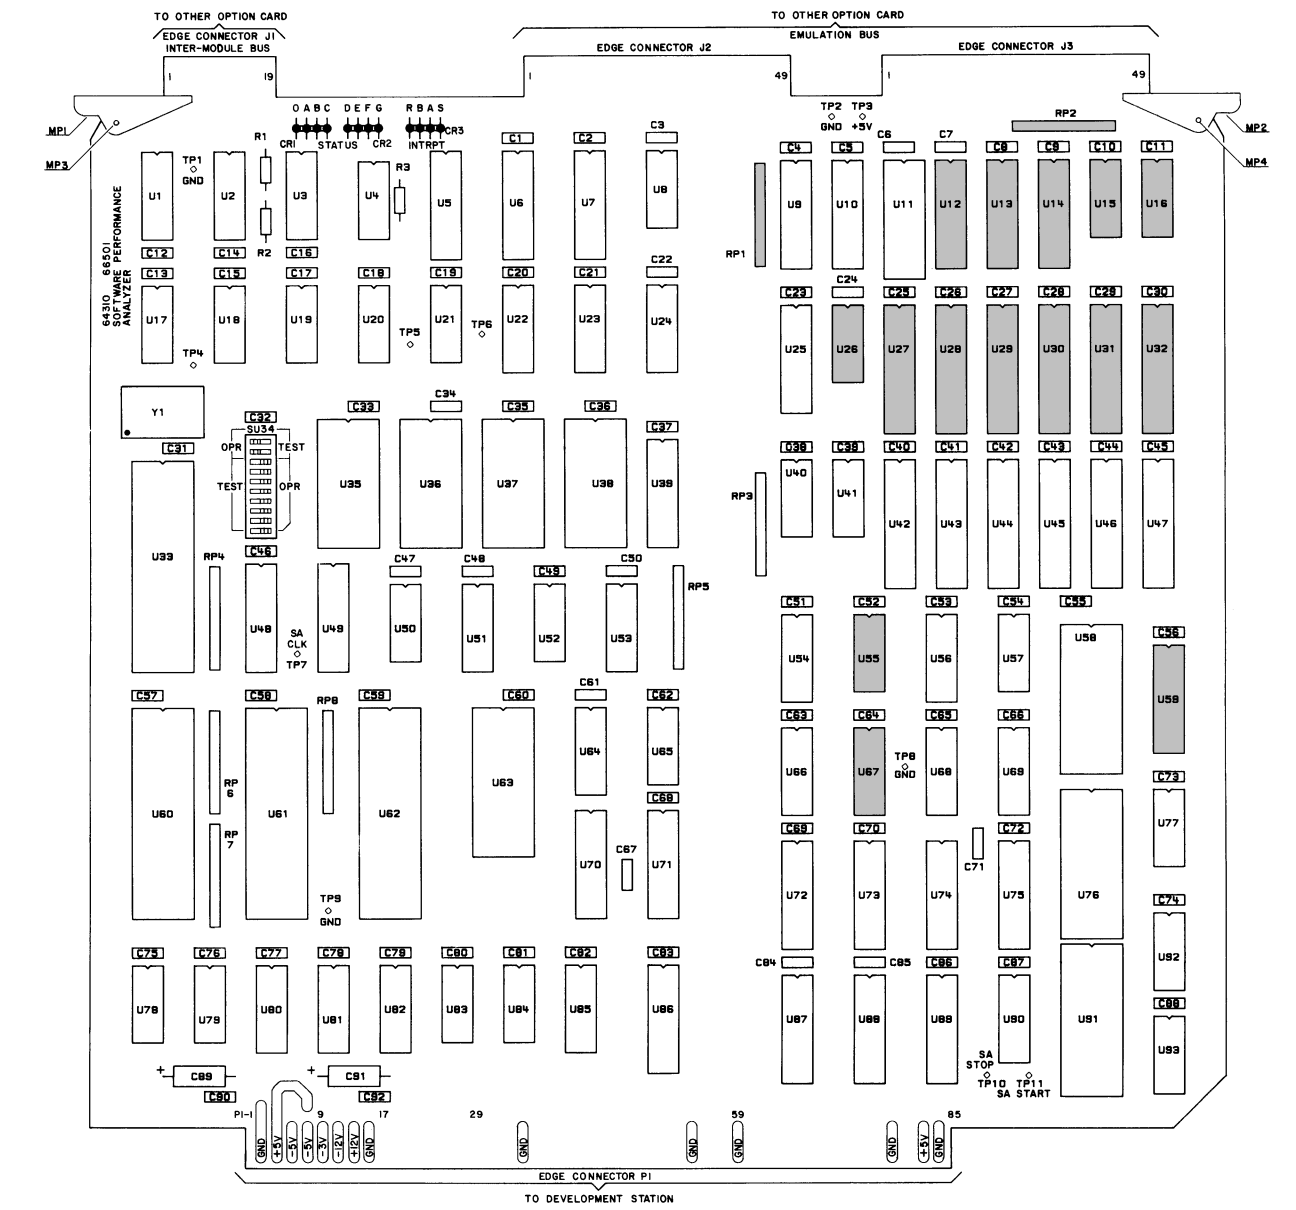 TO OTHER OPTION CARD
TO OTHER OPTION CARD
EDGE CONNECTOR J1
INTER-MODULE BUS
EMULATION BUS
EDGE CONNECTOR J2
EDGE CONNECTOR J3
1 19
1 49
1 49
MP1
MP3
MP2
MP4
O A B C D E F G R B A S
CR1 STATUS CR2 INTRPT CR3
TP2 TP3
GND +5V
RP2
R1 C1 C2 C3 C4 C5 C6 C7 C8 C9 C10 C11
TP1
GND
R3
U1 U2 U3 U4 U5 U6 U7 U8 U9 U10 U11 U12 U13 U14 U15 U16
R2
RP1
C12 C14 C16
C13 C15 C17 C18 C19 C20 C21 C22 C23 C24 C25 C26 C27 C28 C29 C30
64310 66501
SOFTWARE PERFORMANCE
ANALYZER
U17 U18 U19 U20 U21 U22 U23 U24 U25 U26 U27 U28 U29 U30 U31 U32
TP5 TP6
TP4
Y1
C32 C33 C34 C35 C36 C37
SU34
OPR TEST
TEST OPR
C31
C38 C39 C40 C41 C42 C43 C44 C45
U33 U35 U36 U37 U38 U39 U40 U41 U42 U43 U44 U45 U46 U47
RP3
RP4 C46 C47 C48 C49 C50 RP5
U48 U49 U50 U51 U52 U53
SA
CLK
TP7
C51 C52 C53 C54 C55 C56
U54 U55 U56 U57 U58 U59
C57 C58 RP8 C59 C60 C61 C62 C63 C64 C65 C66
RP
6
RP
7
U60 U61 U62 U63 U64 U65 U66 U67 U68 U69
TP8
GND
C67 C68 C69 C70 C71 C72 C73
U70 U71 U72 U73 U74 U75 U76 U77
TP9
GND
C74
C75 C76 C77 C78 C79 C80 C81 C82 C83 C84 C85 C86 C87 C88
U78 U79 U80 U81 U82 U83 U84 U85 U86 U87 U88 U89 U90 U91 U92 U93
+ C89 + C91
C90 C92
SA
STOP
TP10 TP11
SA START
P1-1 9 17 29 59 85
GND +5V -5V -5V -3V -12V +12V GND GND GND GND GND +5V GND
EDGE CONNECTOR P1
TO DEVELOPMENT STATION